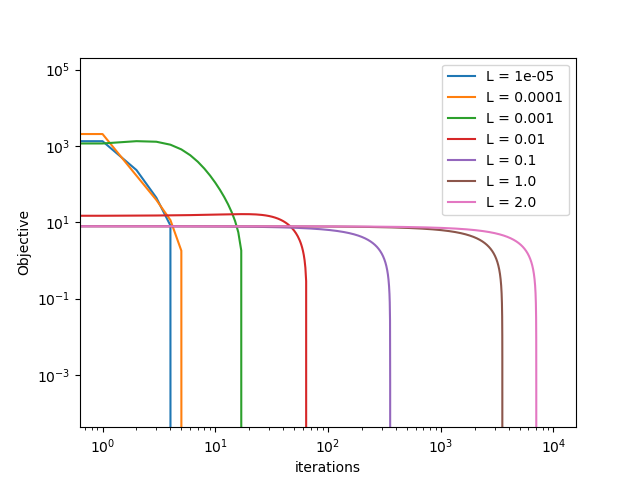 10^5
10^3
10^1
10^-1
10^-3
Objective
L = 1e-05
L = 0.0001
L = 0.001
L = 0.01
L = 0.1
L = 1.0
L = 2.0
10^0
10^1
10^2
10^3
10^4
iterations